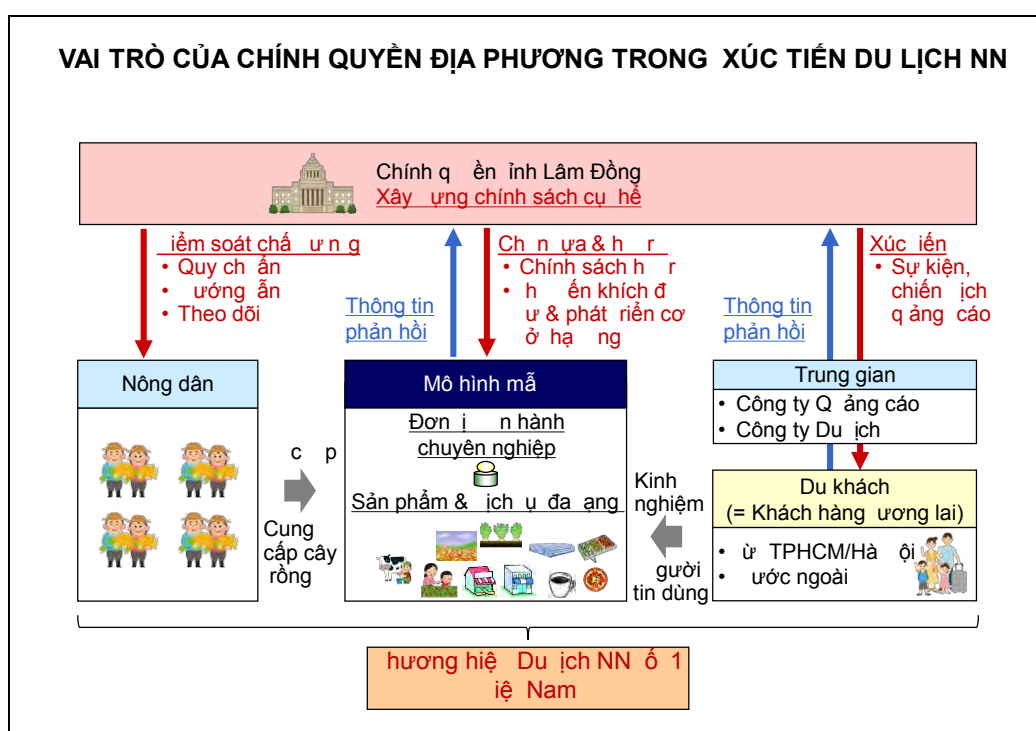 VAI TRÒ CỦA CHÍNH QUYỀN ĐỊA PHƯƠNG TRONG XÚC TIẾN DU LỊCH NN
Chính q ền ỉnh Lâm Đồng
Xây ựng chính sách cụ hể
iểm soát chấ ư n g
• Quy ch ẩn
• ướng ẫn
• Theo dõi
Thông tin
phản hồi
Ch n ựa & h r
• Chính sách h r
• h ến khích đ
ư & phát riển cơ
ở hạ ng
Thông tin
phản hồi
Xúc iến
• Sự kiện,
chiến ịch
q ảng cáo
Nông dân
c p
Cung
cấp cây
rồng
Mô hình mẫ
Đơn ị n hành
chuyên nghiệp
Sản phẩm & ịch ụ đa ạng
Kinh
nghiệm
gười
tin dùng
Trung gian
• Công ty Q ảng cáo
• Công ty Du ịch
Du khách
(= Khách hàng ương lai)
• ừ TPHCM/Hà ội
• ước ngoài
hương hiệ Du ịch NN ố 1
iệ Nam